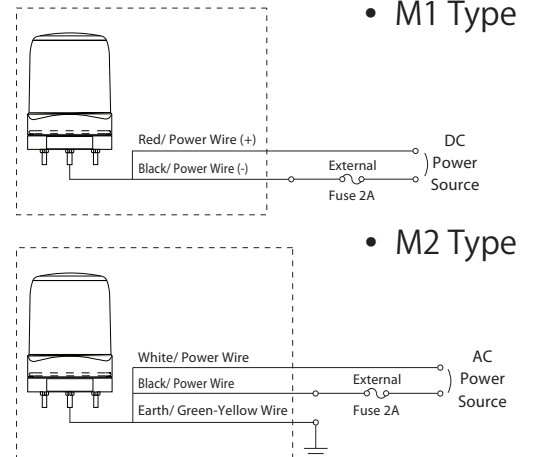 • M1 Type
Red/ Power Wire (+)
Black/ Power Wire (-)
External
Fuse 2A
DC
Power
Source
• M2 Type
White/ Power Wire
Black/ Power Wire
Earth/ Green-Yellow Wire
External
Fuse 2A
AC
Power
Source